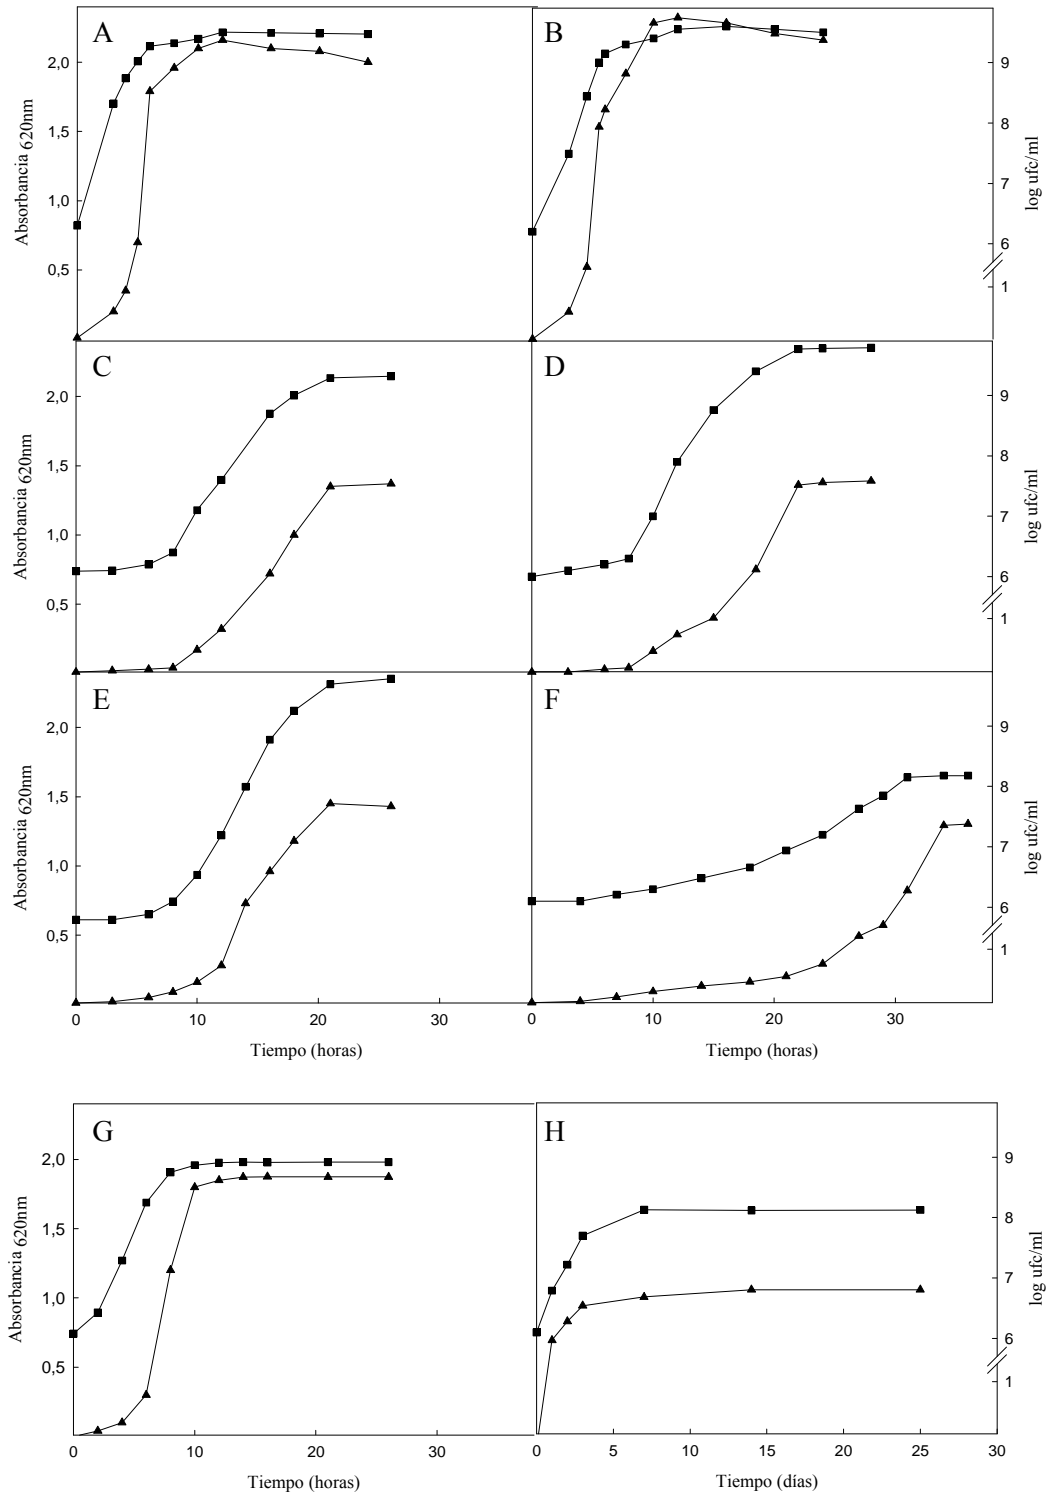 A
B
2,0
1,5
1,0
0,5
Absorbancia 620nm
9
8
7
6
1
log ufc/ml
C
D
2,0
1,5
1,0
0,5
Absorbancia 620nm
9
8
7
6
1
log ufc/ml
E
F
2,0
1,5
1,0
0,5
Absorbancia 620nm
9
8
7
6
1
log ufc/ml
0 10 20 30
0 10 20 30
Tiempo (horas)
Tiempo (horas)
G
H
2,0
1,5
1,0
0,5
Absorbancia 620nm
9
8
7
6
1
log ufc/ml
0 10 20 30
0 5 10 15 20 25 30
Tiempo (horas)
Tiempo (días)